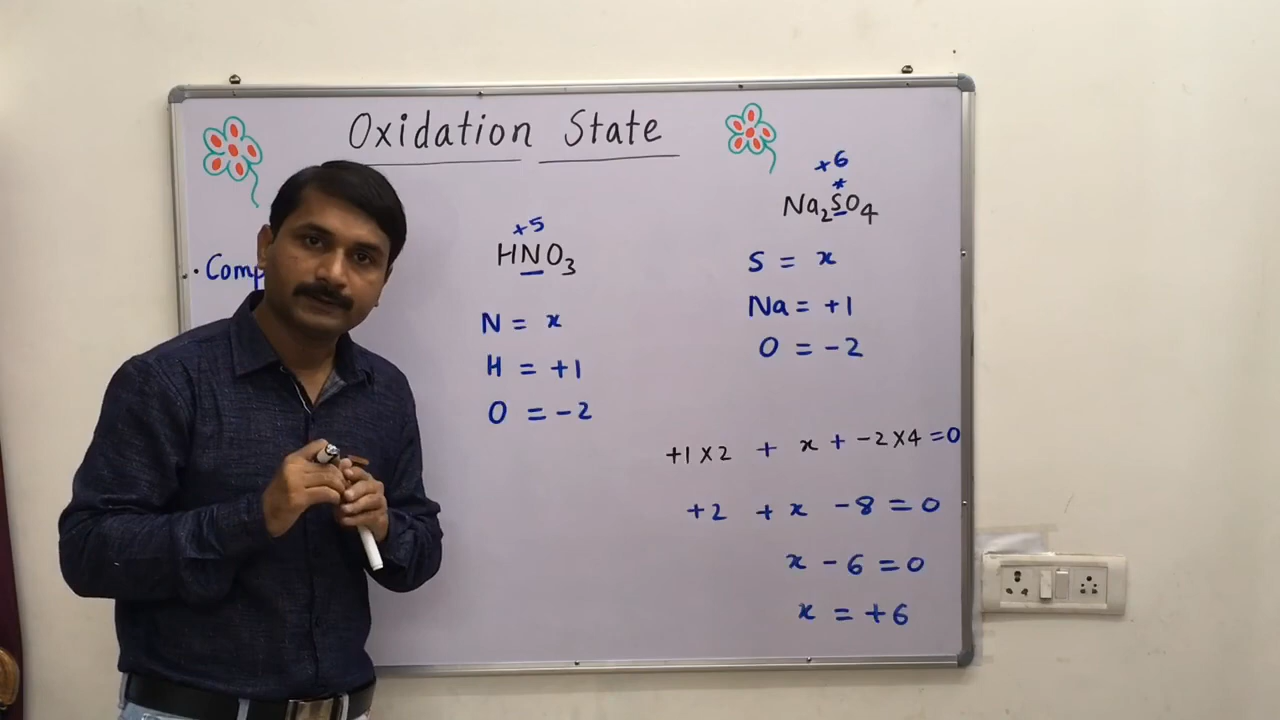 Oxidation State
• Comp
+5
HNO3
N = x
H = +1
O = -2
+6
*
Na2SO4
S = x
Na = +1
O = -2
+1 x 2 + x + -2 x 4 = 0
+2 + x - 8 = 0
x - 6 = 0
x = +6